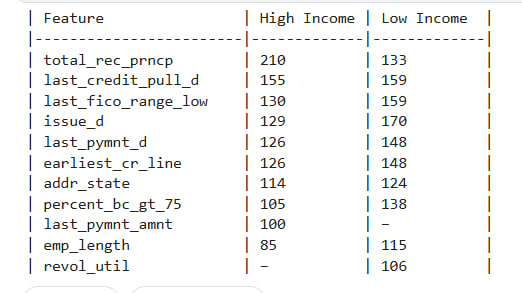 | Feature | High Income | Low Income |
|-----------------------|-------------|-------------|
| total_rec_prncp | 210 | 133 |
| last_credit_pull_d | 155 | 159 |
| last_fico_range_low | 130 | 159 |
| issue_d | 129 | 170 |
| last_pymnt_d | 126 | 148 |
| earliest_cr_line | 126 | 148 |
| addr_state | 114 | 124 |
| percent_bc_gt_75 | 105 | 138 |
| last_pymnt_amnt | 100 | – |
| emp_length | 85 | 115 |
| revol_util | – | 106 |